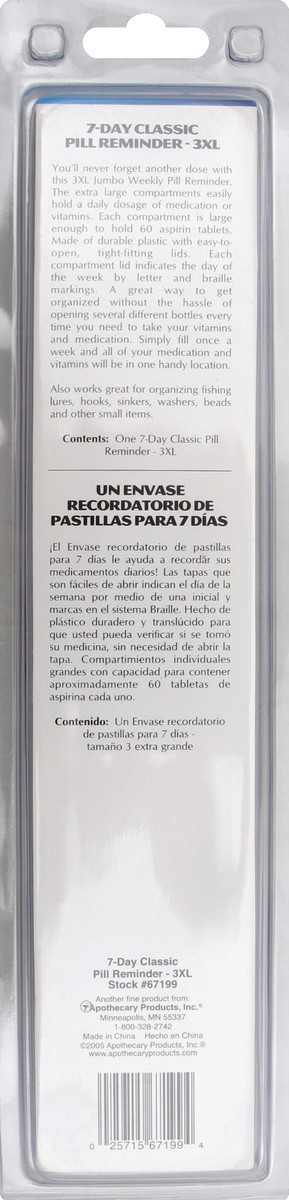 7-DAY CLASSIC
PILL REMINDER - 3XL
You'll never forget another dose with
this 3XL Jumbo Weekly Pill Reminder.
The extra large compartments easily
hold a daily dosage of medication or
vitamins. Each compartment is large
enough to hold 60 aspirin tablets.
Made of durable plastic with easy-to-
open, tight-fitting lids. Each
compartment lid indicates the day of
the week by letter and braille
markings. A great way to get
organized without the hassle of
opening several different bottles every
time you need to take your vitamins
and medication. Simply fill once a
week and all of your medication and
vitamins will be in one handy location.
Also works great for organizing fishing
lures, hooks, sinkers, washers, beads
and other small items.
Contents: One 7-Day Classic Pill
Reminder - 3XL
UN ENVASE
RECORDATORIO DE
PASTILLAS PARA 7 DÍAS
¡El Envase recordatorio de pastillas
para 7 días le ayuda a recordar sus
medicamentos diarios! Las tapas que
son fáciles de abrir indican el día de la
semana por medio de una inicial y
marcas en el sistema Braille. Hecho de
plástico duradero y translúcido para
que usted pueda verificar si se tomó
su medicina, sin necesidad de abrir la
tapa. Compartimientos individuales
grandes con capacidad para contener
aproximadamente 60 tabletas de
aspirina cada uno.
Contenido: Un Envase recordatorio
de pastillas para 7 días -
tamaño 3 extra grande
7-Day Classic
Pill Reminder - 3XL
Stock #67199
Another fine product from:
Apothecary Products, Inc.®
Minneapolis, MN 55337
1-800-328-2742
Made in China Hecho en China
©2005 Apothecary Products, Inc.®
www.apothecaryproducts.com
0 25715 67199 4